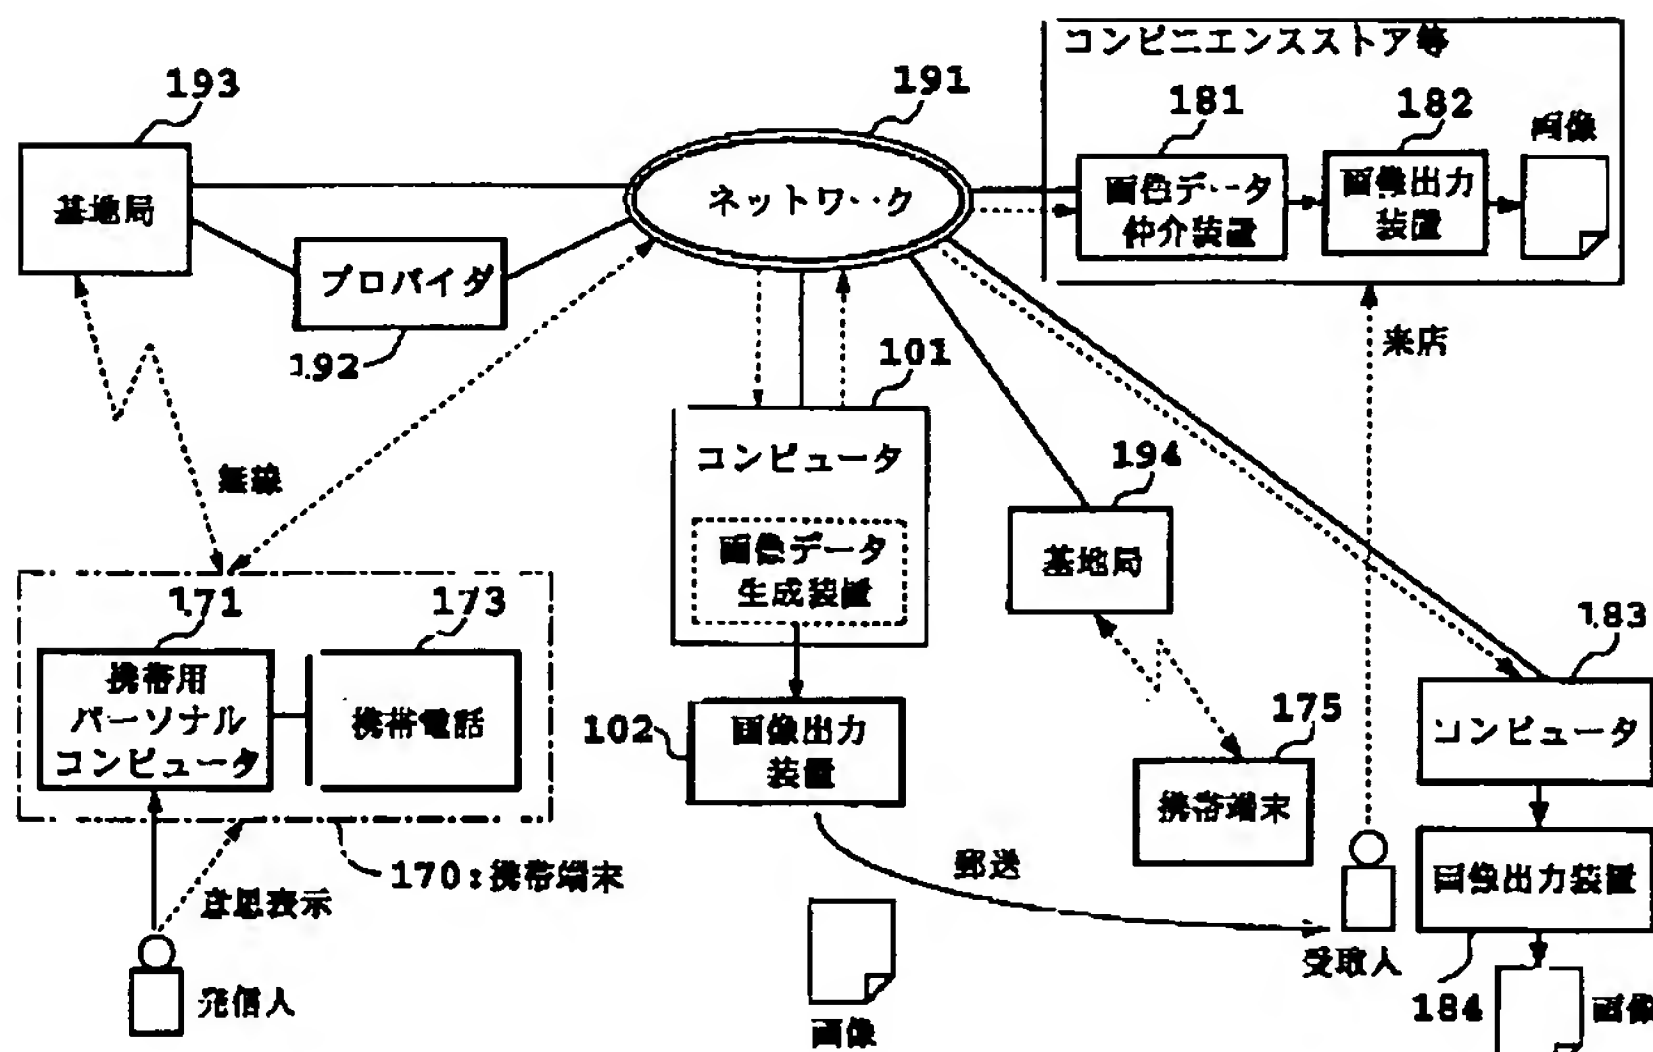 コンビニエンスストア等
193
191
181
182
画像
基地局
ネットワーク
画像データ
仲介装置
画像出力
装置
プロバイダ
192
101
来店
コンピュータ
194
無線
画像データ
生成装置
基地局
171
173
183
携帯用
パーソナル
コンピュータ
携帯電話
102
画像出力
装置
175
コンピュータ
携帯端末
170:携帯端末
意思表示
郵送
画像出力装置
発信人
受取人
184
画像
画像